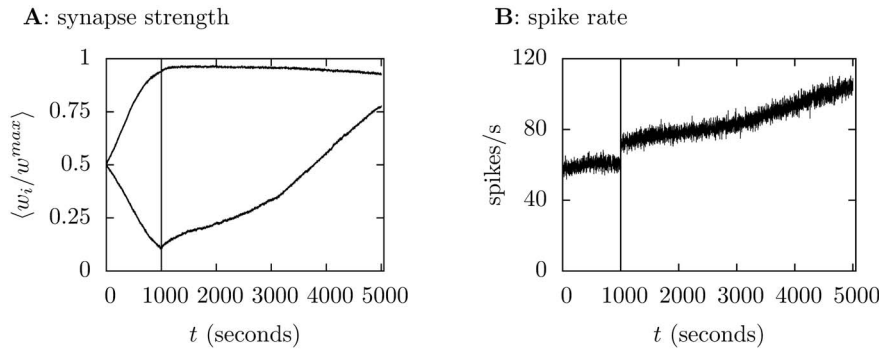 A: synapse strength
1
0.75
0.5
0.25
0
⟨w_i/w^{max}⟩
0 1000 2000 3000 4000 5000
t (seconds)
B: spike rate
120
80
40
0
spikes/s
0 1000 2000 3000 4000 5000
t (seconds)